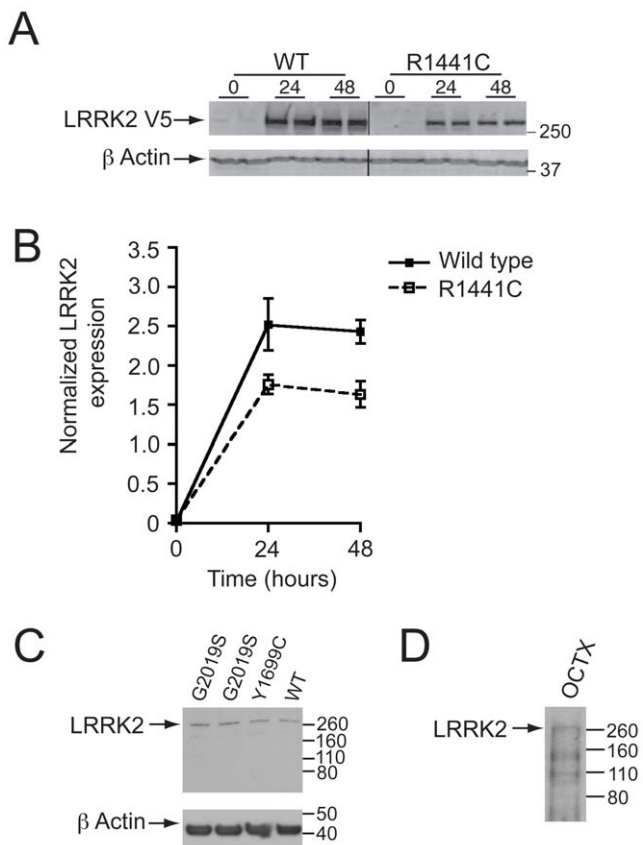 A
WT R1441C
0 24 48 0 24 48
LRRK2 V5
250
β Actin
37
B
Normalized LRRK2
expression
3.5
3.0
2.5
2.0
1.5
1.0
0.5
0
0 24 48
Time (hours)
Wild type
R1441C
C
G2019S G2019S Y1699C WT
LRRK2
260
160
110
80
β Actin
50
40
D
OCTX
LRRK2
260
160
110
80